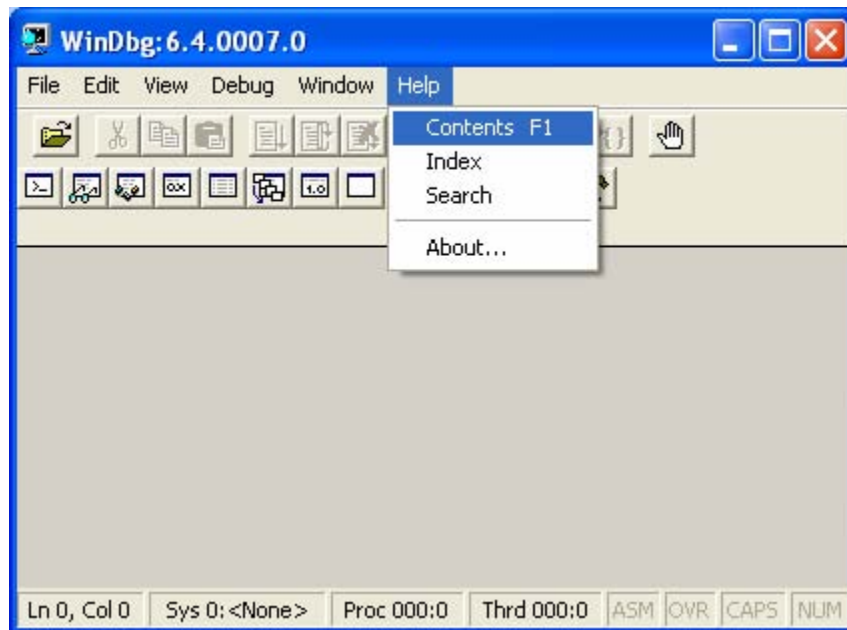 WinDbg:6.4.0007.0
File Edit View Debug Window Help
Contents F1
Index
Search
About...
Ln 0, Col 0 Sys 0:<None> Proc 000:0 Thrd 000:0 ASM OVR CAPS NUM